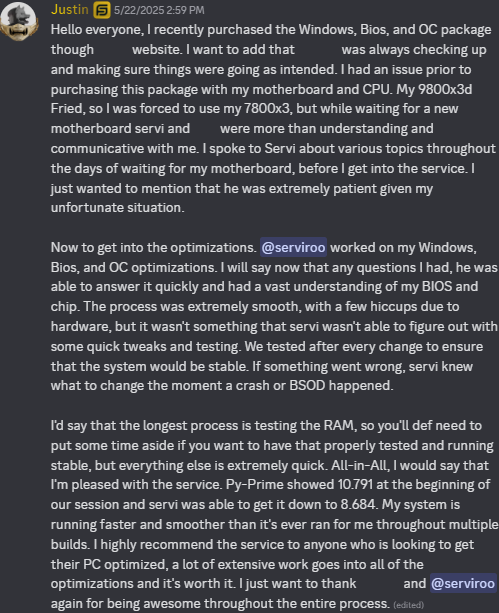 Justin S 5/22/2025 2:59 PM
Hello everyone, I recently purchased the Windows, Bios, and OC package
though website. I want to add that was always checking up
and making sure things were going as intended. I had an issue prior to
purchasing this package with my motherboard and CPU. My 9800x3d
Fried, so I was forced to use my 7800x3, but while waiting for a new
motherboard servi and were more than understanding and
communicative with me. I spoke to Servi about various topics throughout
the days of waiting for my motherboard, before I get into the service. I
just wanted to mention that he was extremely patient given my
unfortunate situation.
Now to get into the optimizations. @serviroo worked on my Windows,
Bios, and OC optimizations. I will say now that any questions I had, he was
able to answer it quickly and had a vast understanding of my BIOS and
chip. The process was extremely smooth, with a few hiccups due to
hardware, but it wasn't something that servi wasn't able to figure out with
some quick tweaks and testing. We tested after every change to ensure
that the system would be stable. If something went wrong, servi knew
what to change the moment a crash or BSOD happened.
I'd say that the longest process is testing the RAM, so you'll def need to
put some time aside if you want to have that properly tested and running
stable, but everything else is extremely quick. All-in-All, I would say that
I'm pleased with the service. Py-Prime showed 10.791 at the beginning of
our session and servi was able to get it down to 8.684. My system is
running faster and smoother than it's ever ran for me throughout multiple
builds. I highly recommend the service to anyone who is looking to get
their PC optimized, a lot of extensive work goes into all of the
optimizations and it's worth it. I just want to thank and @serviroo
again for being awesome throughout the entire process. (edited)